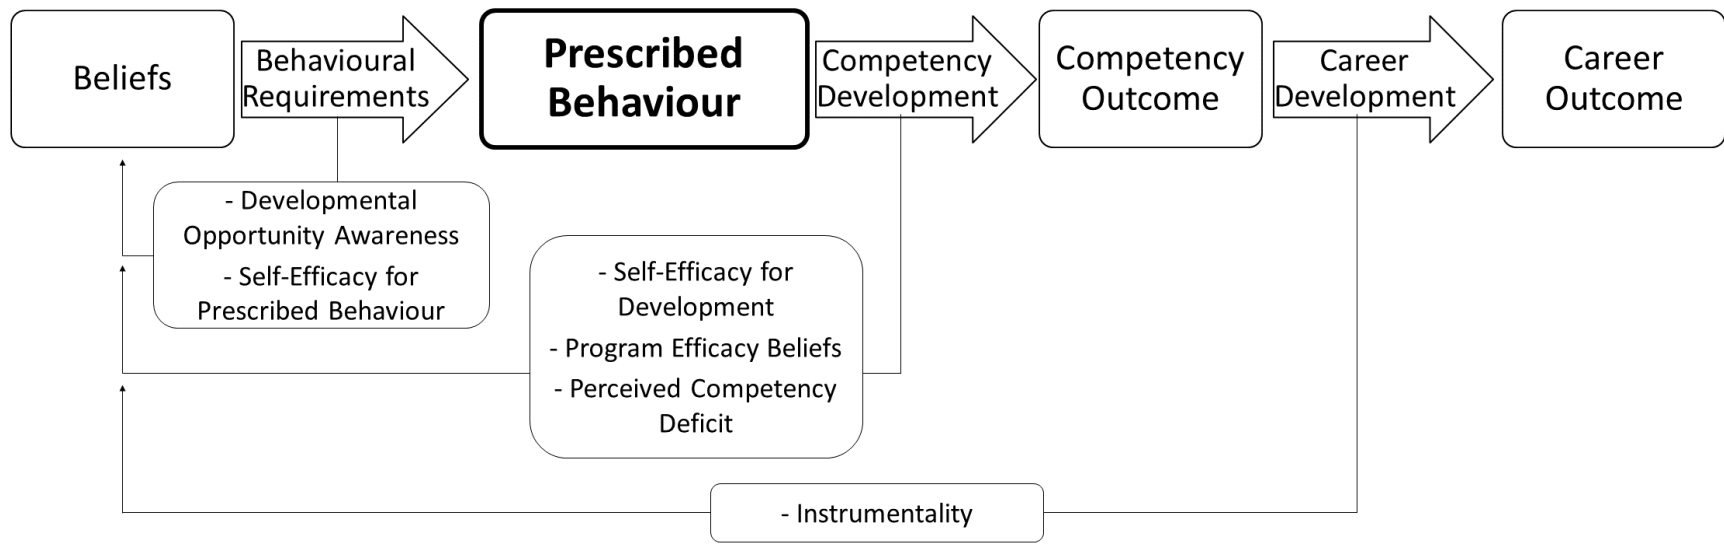 Beliefs
Behavioural
Requirements
Prescribed
Behaviour
Competency
Development
Competency
Outcome
Career
Development
Career
Outcome
- Developmental
Opportunity Awareness
- Self-Efficacy for
Prescribed Behaviour
- Self-Efficacy for
Development
- Program Efficacy Beliefs
- Perceived Competency
Deficit
- Instrumentality